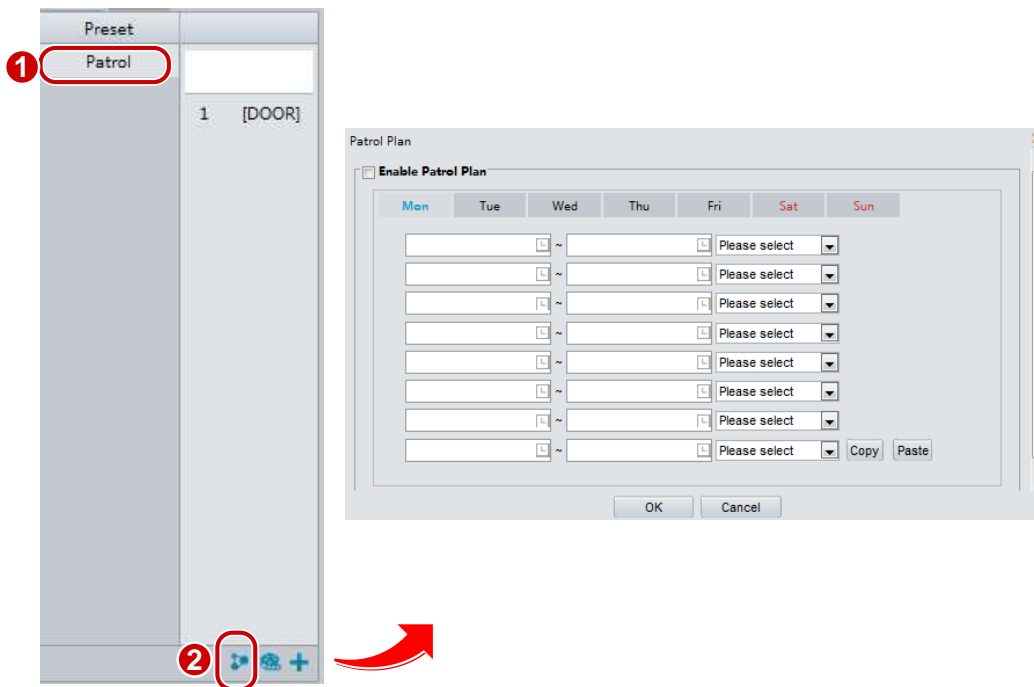 Preset
1 Patrol
1 [DOOR]
2
Patrol Plan
Enable Patrol Plan
Mon Tue Wed Thu Fri Sat Sun
~ Please select
~ Please select
~ Please select
~ Please select
~ Please select
~ Please select
~ Please select
~ Please select Copy Paste
OK Cancel